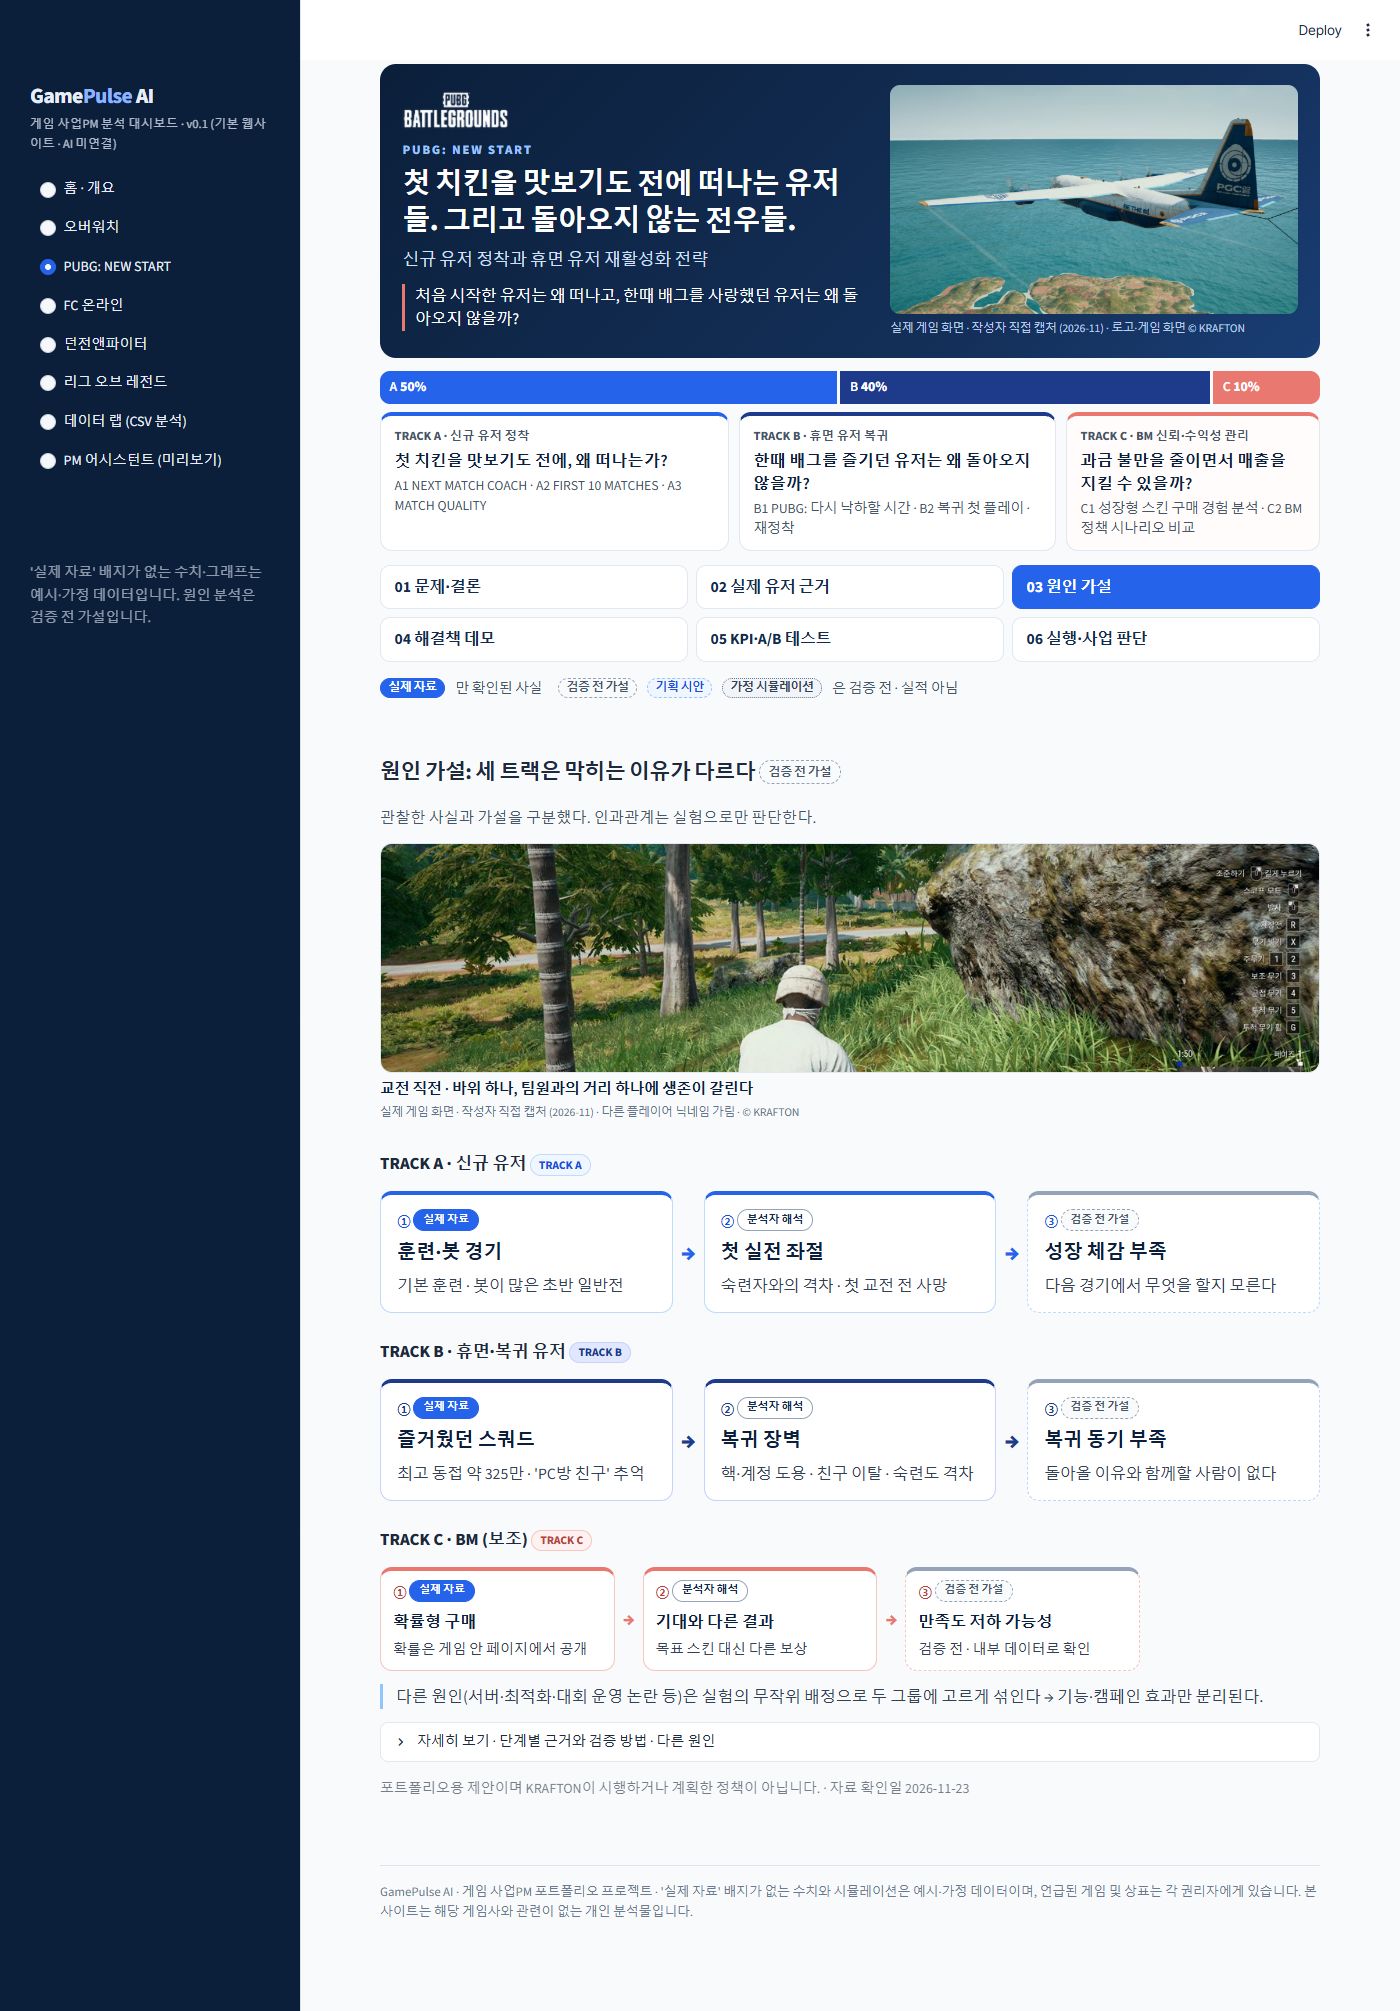 Deploy
GamePulse AI
게임 사업PM 분석 대시보드 · v0.1 (기본 웹사
이트 · AI 미연결)
홈 · 개요
오버워치
PUBG: NEW START
FC 온라인
던전앤파이터
리그 오브 레전드
데이터 랩 (CSV 분석)
PM 어시스턴트 (미리보기)
'실제 자료' 배지가 없는 수치·그래프는
예시·가정 데이터입니다. 원인 분석은
검증 전 가설입니다.
PUBG
BATTLEGROUNDS
PUBG: NEW START
첫 치킨을 맛보기도 전에 떠나는 유저
들. 그리고 돌아오지 않는 전우들.
신규 유저 정착과 휴면 유저 재활성화 전략
처음 시작한 유저는 왜 떠나고, 한때 배그를 사랑했던 유저는 왜 돌
아오지 않을까?
PGC
실제 게임 화면 · 작성자 직접 캡처 (2026-11) · 로고·게임 화면 © KRAFTON
A 50%
B 40%
C 10%
TRACK A · 신규 유저 정착
첫 치킨을 맛보기도 전에, 왜 떠나는가?
A1 NEXT MATCH COACH · A2 FIRST 10 MATCHES · A3
MATCH QUALITY
TRACK B · 휴면 유저 복귀
한때 배그를 즐기던 유저는 왜 돌아오지
않을까?
B1 PUBG: 다시 낙하할 시간 · B2 복귀 첫 플레이 ·
재정착
TRACK C · BM 신뢰·수익성 관리
과금 불만을 줄이면서 매출을
지킬 수 있을까?
C1 성장형 스킨 구매 경험 분석 · C2 BM
정책 시나리오 비교
01 문제·결론
02 실제 유저 근거
03 원인 가설
04 해결책 데모
05 KPI·A/B 테스트
06 실행·사업 판단
실제 자료 만 확인된 사실 검증 전 가설 기획 시안 가정 시뮬레이션 은 검증 전 · 실적 아님
원인 가설: 세 트랙은 막히는 이유가 다르다 검증 전 가설
관찰한 사실과 가설을 구분했다. 인과관계는 실험으로만 판단한다.
조준하기 길게 누르기
스코프 모드
발사
R
X
주무기 1 2
보조 무기 3
근접 무기 4
투척 무기 5
투척 무기 휠 G
1:50
교전 직전 · 바위 하나, 팀원과의 거리 하나에 생존이 갈린다
실제 게임 화면 · 작성자 직접 캡처 (2026-11) · 다른 플레이어 닉네임 가림 · © KRAFTON
TRACK A · 신규 유저 TRACK A
① 실제 자료
훈련·봇 경기
기본 훈련 · 봇이 많은 초반 일반전
→
② 분석자 해석
첫 실전 좌절
숙련자와의 격차 · 첫 교전 전 사망
→
③ 검증 전 가설
성장 체감 부족
다음 경기에서 무엇을 할지 모른다
TRACK B · 휴면·복귀 유저 TRACK B
① 실제 자료
즐거웠던 스쿼드
최고 동접 약 325만 · 'PC방 친구' 추억
→
② 분석자 해석
복귀 장벽
핵·계정 도용 · 친구 이탈 · 숙련도 격차
→
③ 검증 전 가설
복귀 동기 부족
돌아올 이유와 함께할 사람이 없다
TRACK C · BM (보조) TRACK C
① 실제 자료
확률형 구매
확률은 게임 안 페이지에서 공개
→
② 분석자 해석
기대와 다른 결과
목표 스킨 대신 다른 보상
→
③ 검증 전 가설
만족도 저하 가능성
검증 전 · 내부 데이터로 확인
다른 원인(서버·최적화·대회 운영 논란 등)은 실험의 무작위 배정으로 두 그룹에 고르게 섞인다 → 기능·캠페인 효과만 분리된다.
자세히 보기 · 단계별 근거와 검증 방법 · 다른 원인
포트폴리오용 제안이며 KRAFTON이 시행하거나 계획한 정책이 아닙니다. · 자료 확인일 2026-11-23
GamePulse AI · 게임 사업PM 포트폴리오 프로젝트 · '실제 자료' 배지가 없는 수치와 시뮬레이션은 예시·가정 데이터이며, 언급된 게임 및 상표는 각 권리자에게 있습니다. 본
사이트는 해당 게임사와 관련이 없는 개인 분석물입니다.